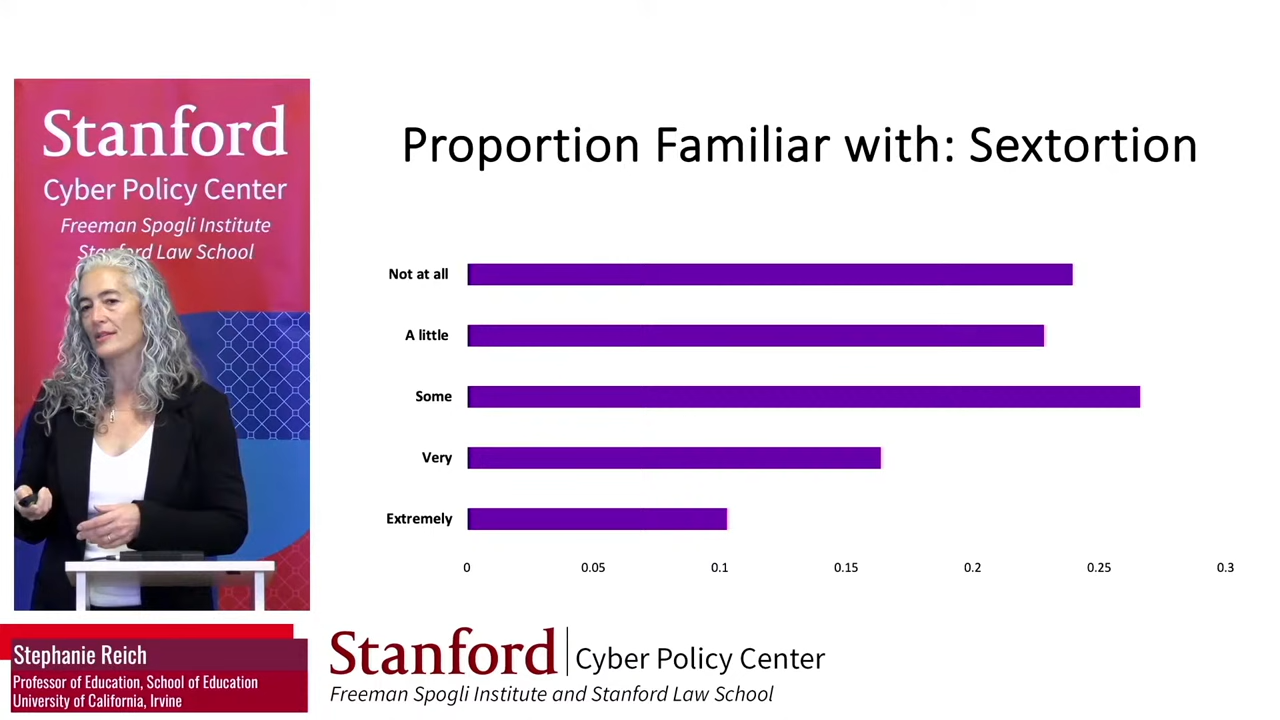 Stanford
Cyber Policy Center
Freeman Spogli Institute
Stanford Law School
Proportion Familiar with: Sextortion
Not at all
A little
Some
Very
Extremely
0 0.05 0.1 0.15 0.2 0.25 0.3
Stephanie Reich
Professor of Education, School of Education
University of California, Irvine
Stanford | Cyber Policy Center
Freeman Spogli Institute and Stanford Law School